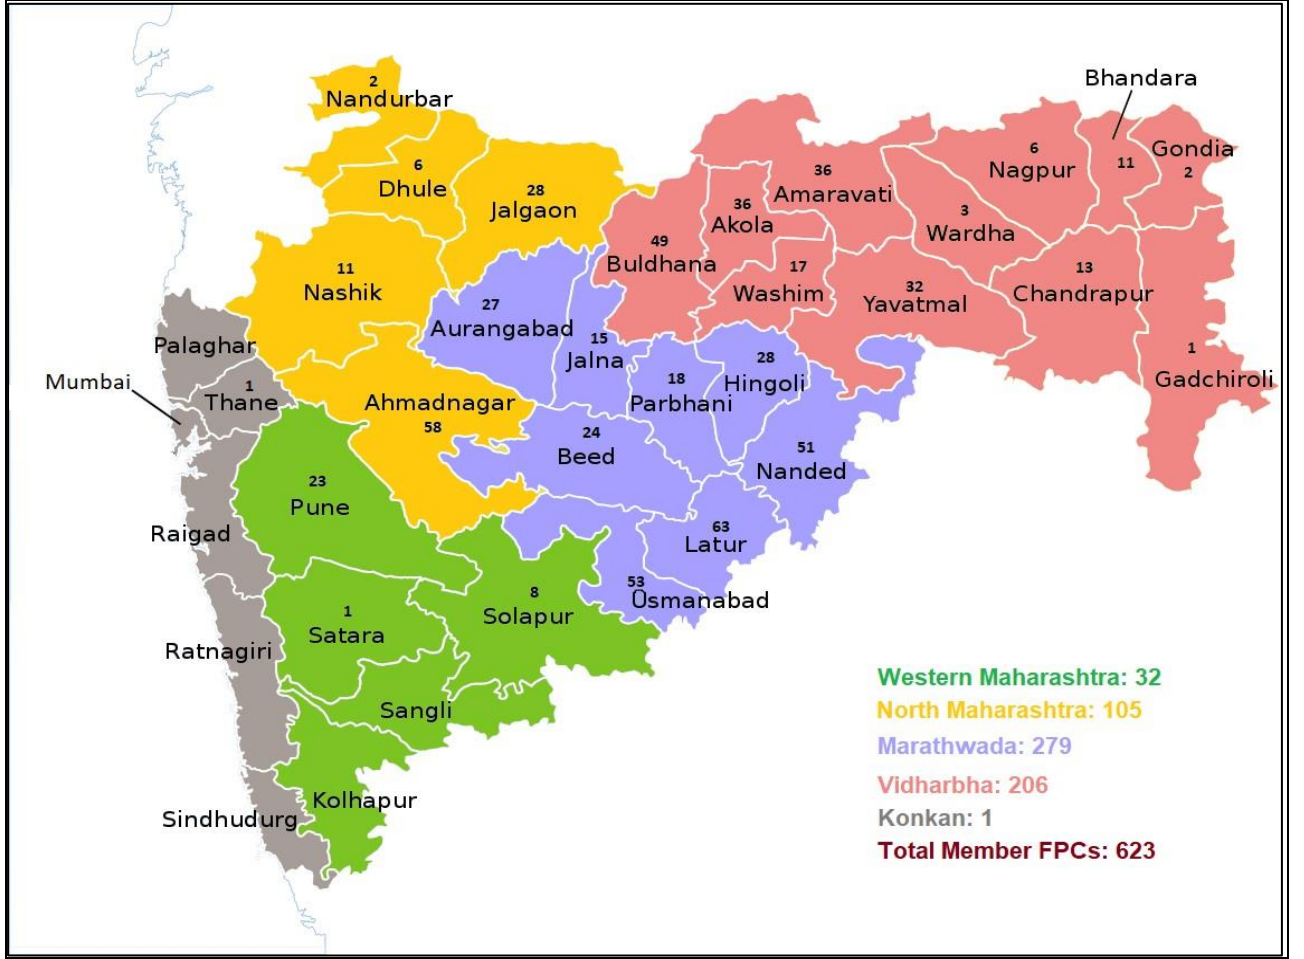 Bhandara
2
Nandurbar
6
Dhule
28
Jalgaon
36
Amaravati
6
Nagpur
11
Gondia
2
36
Akola
3
Wardha
49
Buldhana
17
Washim
32
Yavatmal
13
Chandrapur
1
Gadchiroli
11
Nashik
27
Aurangabad
15
Jalna
18
Parbhani
28
Hingoli
Palaghar
Mumbai
1
Thane
Ahmadnagar
58
24
Beed
51
Nanded
23
Pune
63
Latur
Raigad
53
Osmanabad
8
Solapur
1
Satara
Ratnagiri
Sangli
Kolhapur
Sindhudurg
Western Maharashtra: 32
North Maharashtra: 105
Marathwada: 279
Vidharbha: 206
Konkan: 1
Total Member FPCs: 623